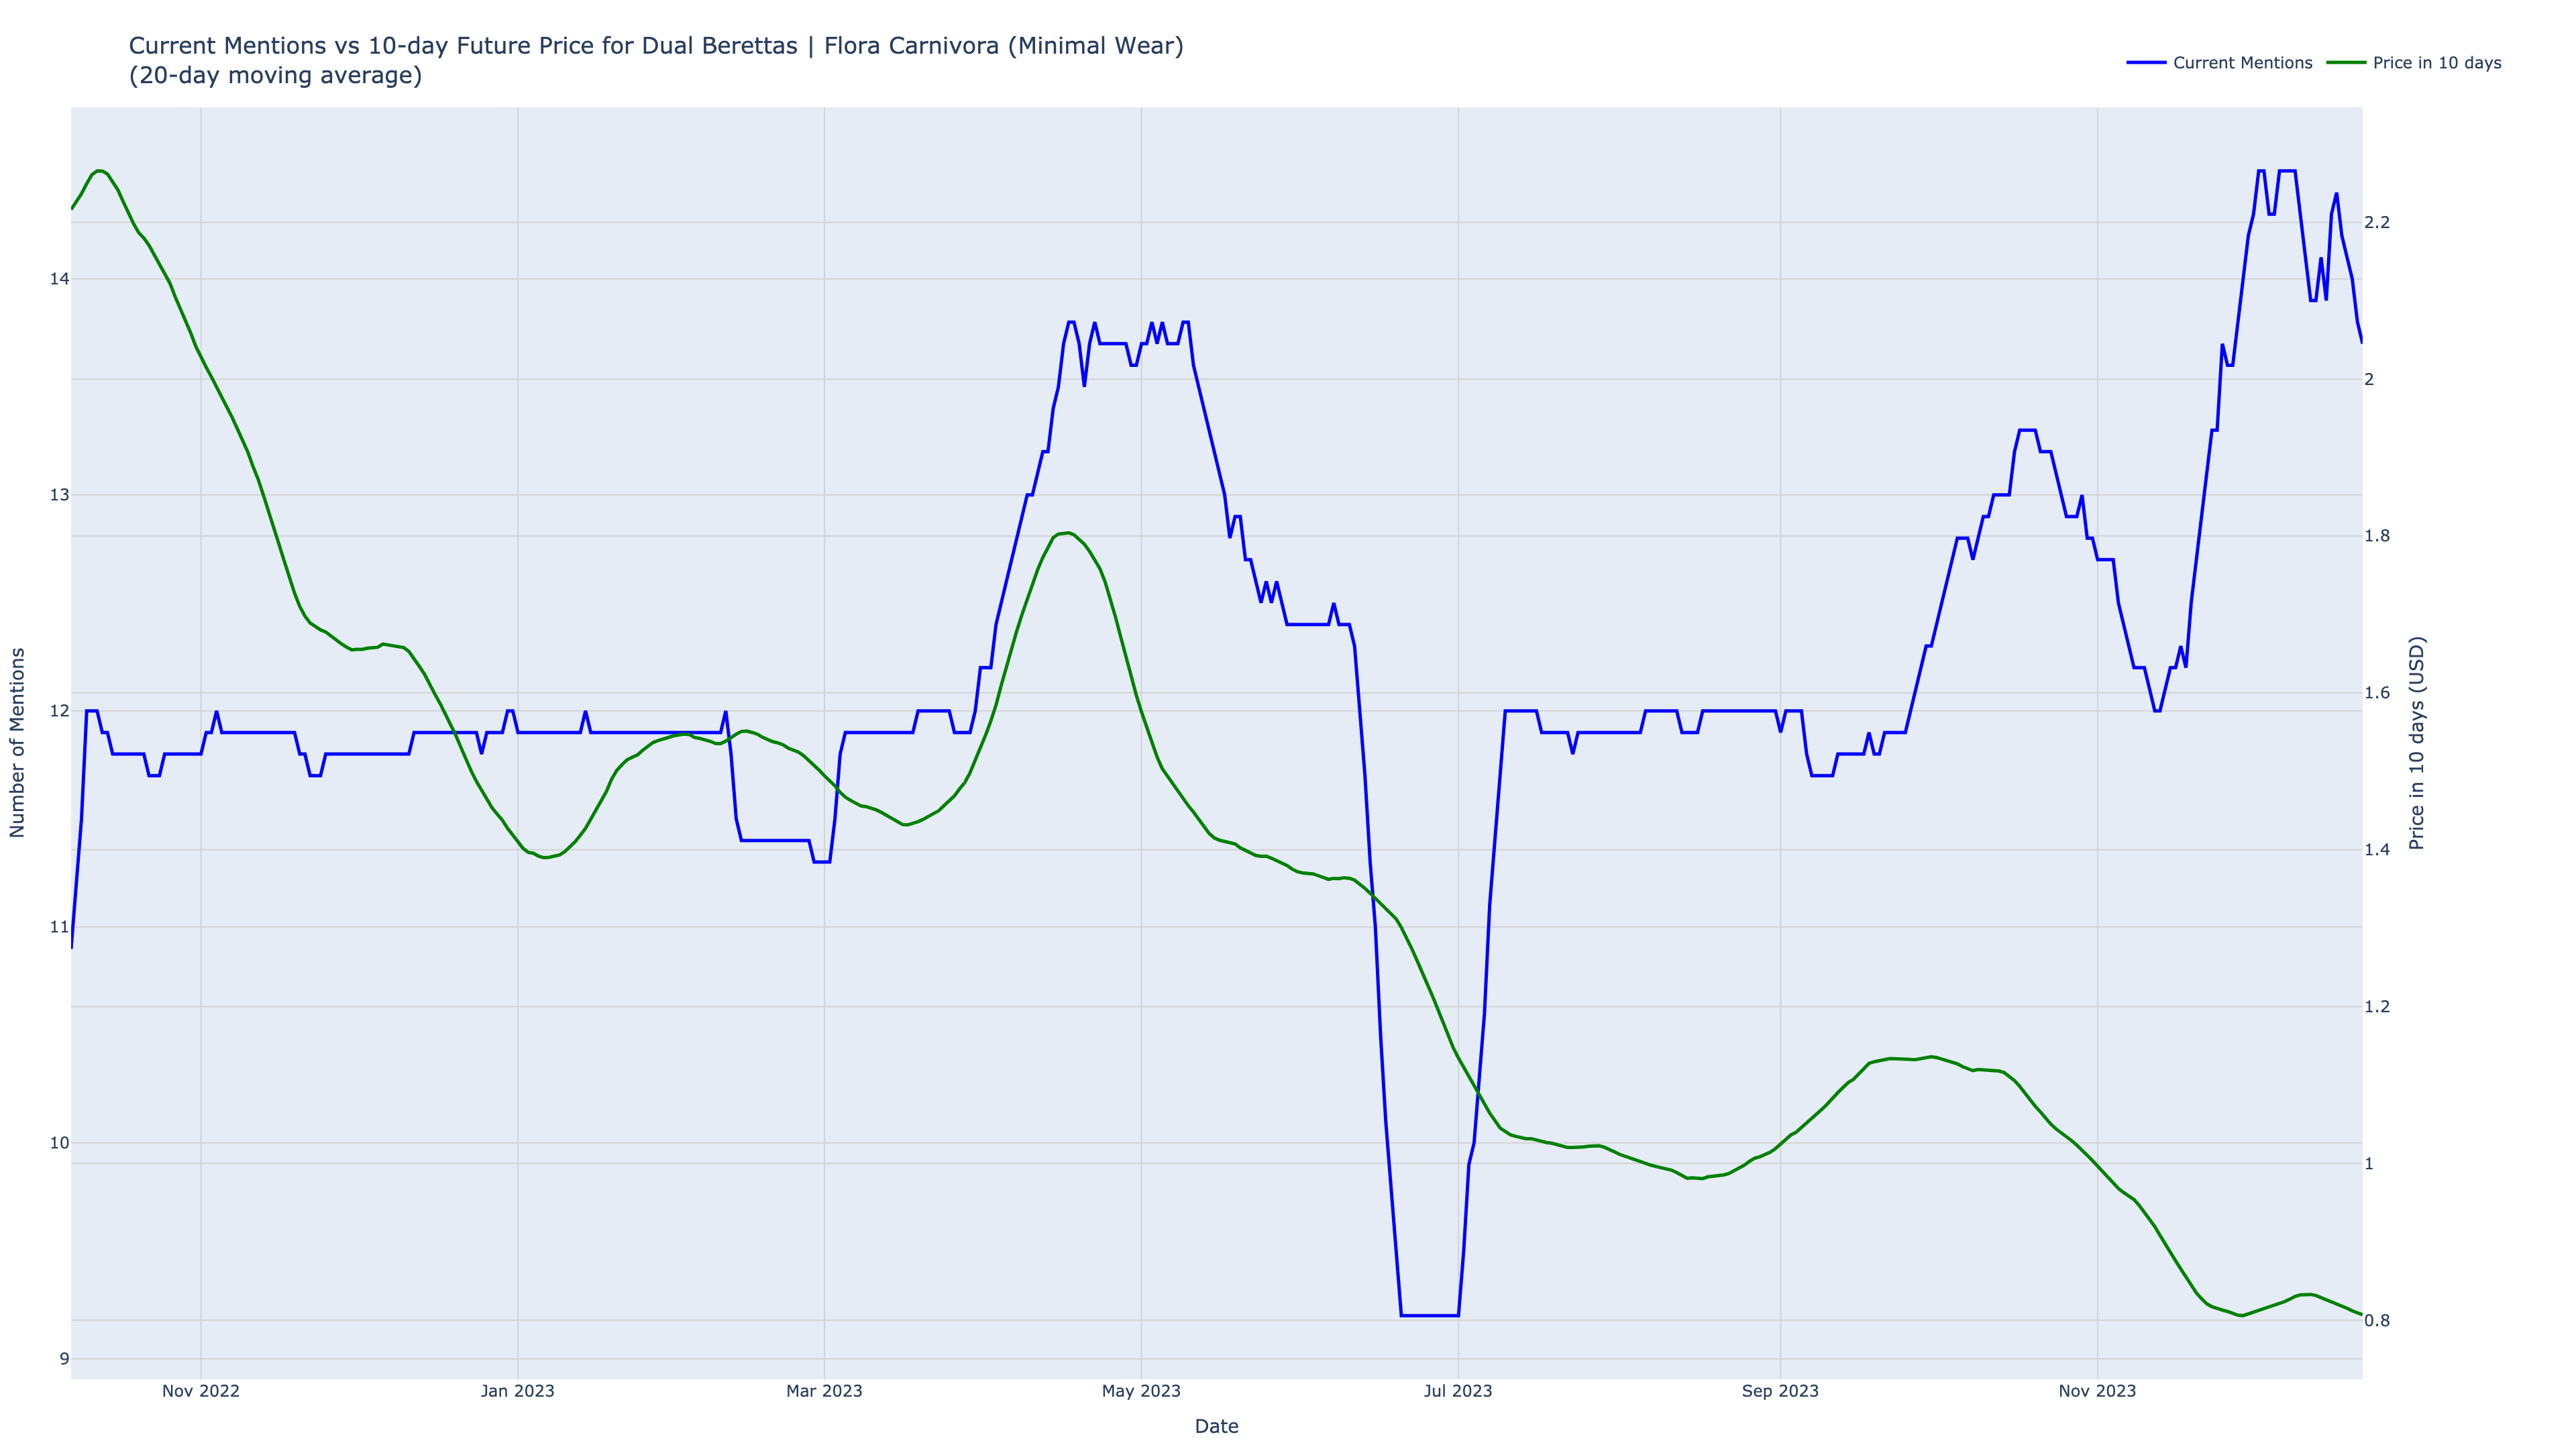 Current Mentions vs 10-day Future Price for Dual Berettas | Flora Carnivora (Minimal Wear)
(20-day moving average)
Current Mentions
Price in 10 days
Number of Mentions
14
13
12
11
10
9
2.2
2
1.8
1.6
1.4
1.2
1
0.8
Price in 10 days (USD)
Nov 2022
Jan 2023
Mar 2023
May 2023
Jul 2023
Sep 2023
Nov 2023
Date